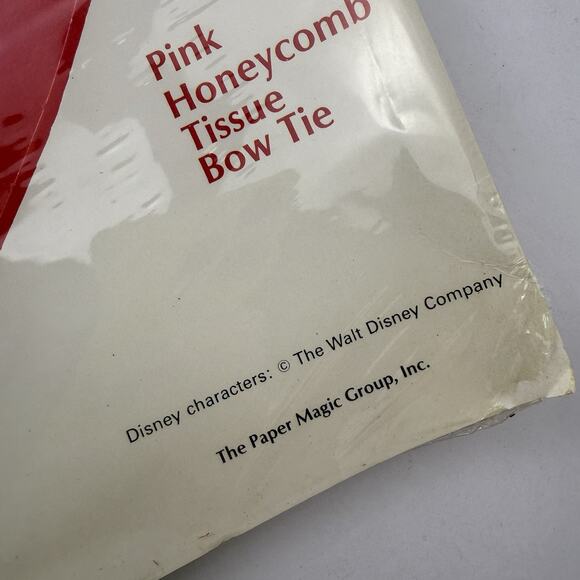 Pink
Honeycomb
Tissue
Bow Tie
Disney characters: © The Walt Disney Company
The Paper Magic Group, Inc.